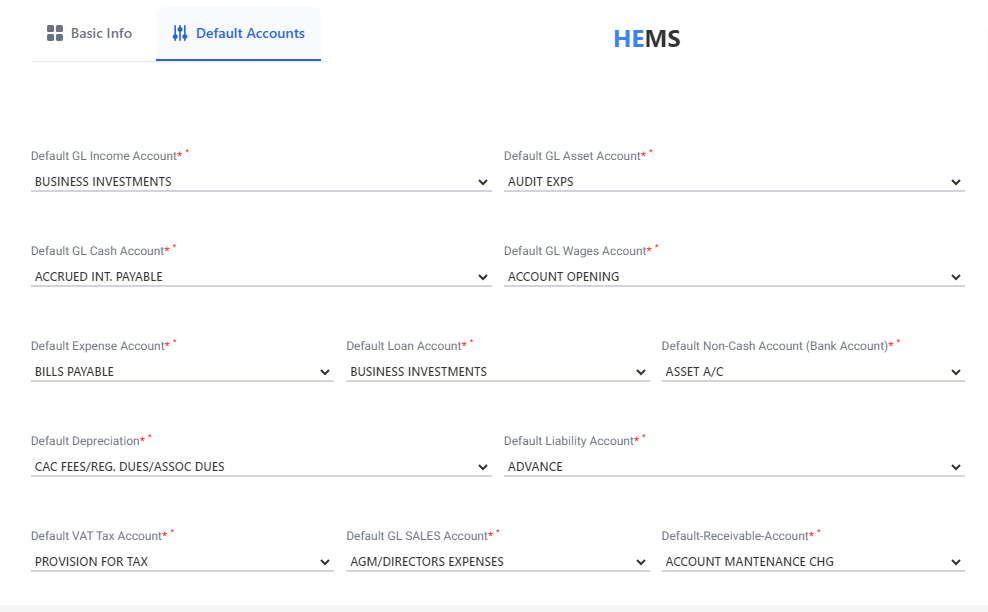 Basic Info
Default Accounts
HEMS
Default GL Income Account* *
Default GL Asset Account* *
BUSINESS INVESTMENTS
AUDIT EXPS
Default GL Cash Account* *
Default GL Wages Account* *
ACCRUED INT. PAYABLE
ACCOUNT OPENING
Default Expense Account* *
Default Loan Account* *
Default Non-Cash Account (Bank Account)* *
BILLS PAYABLE
BUSINESS INVESTMENTS
ASSET A/C
Default Depreciation* *
Default Liability Account* *
CAC FEES/REG. DUES/ASSOC DUES
ADVANCE
Default VAT Tax Account* *
Default GL SALES Account* *
Default-Receivable-Account* *
PROVISION FOR TAX
AGM/DIRECTORS EXPENSES
ACCOUNT MANTENANCE CHG